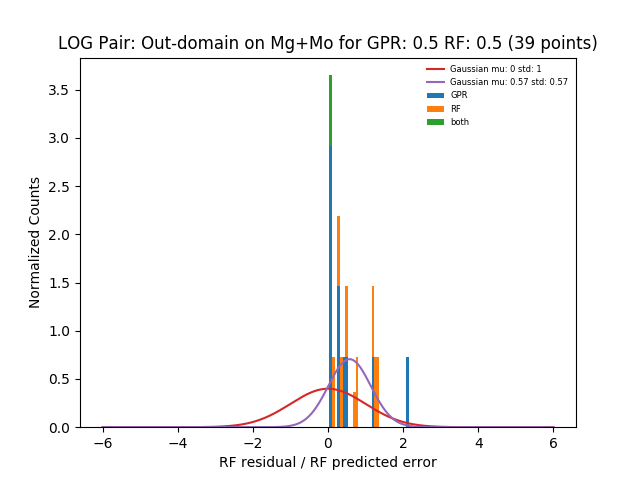 LOG Pair: Out-domain on Mg+Mo for GPR: 0.5 RF: 0.5 (39 points)
Gaussian mu: 0 std: 1
Gaussian mu: 0.57 std: 0.57
GPR
RF
both
Normalized Counts
3.5
3.0
2.5
2.0
1.5
1.0
0.5
0.0
−6 −4 −2 0 2 4 6
RF residual / RF predicted error